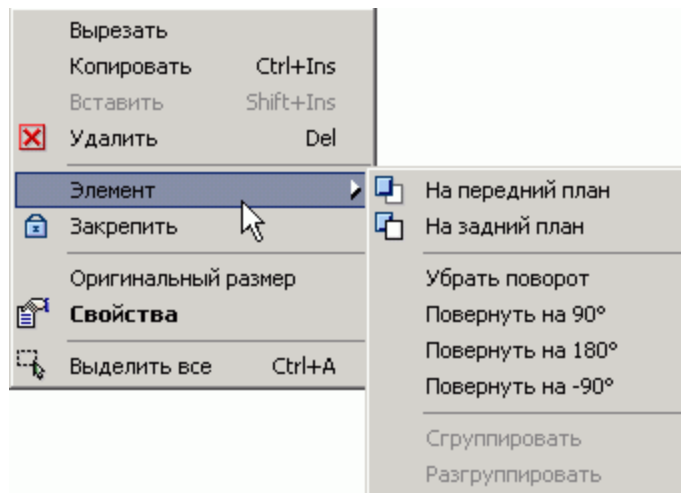 Вырезать
Копировать Ctrl+Ins
Вставить Shift+Ins
Удалить Del
Элемент
Закрепить
Оригинальный размер
Свойства
Выделить все Ctrl+A
На передний план
На задний план
Убрать поворот
Повернуть на 90°
Повернуть на 180°
Повернуть на -90°
Сгруппировать
Разгруппировать